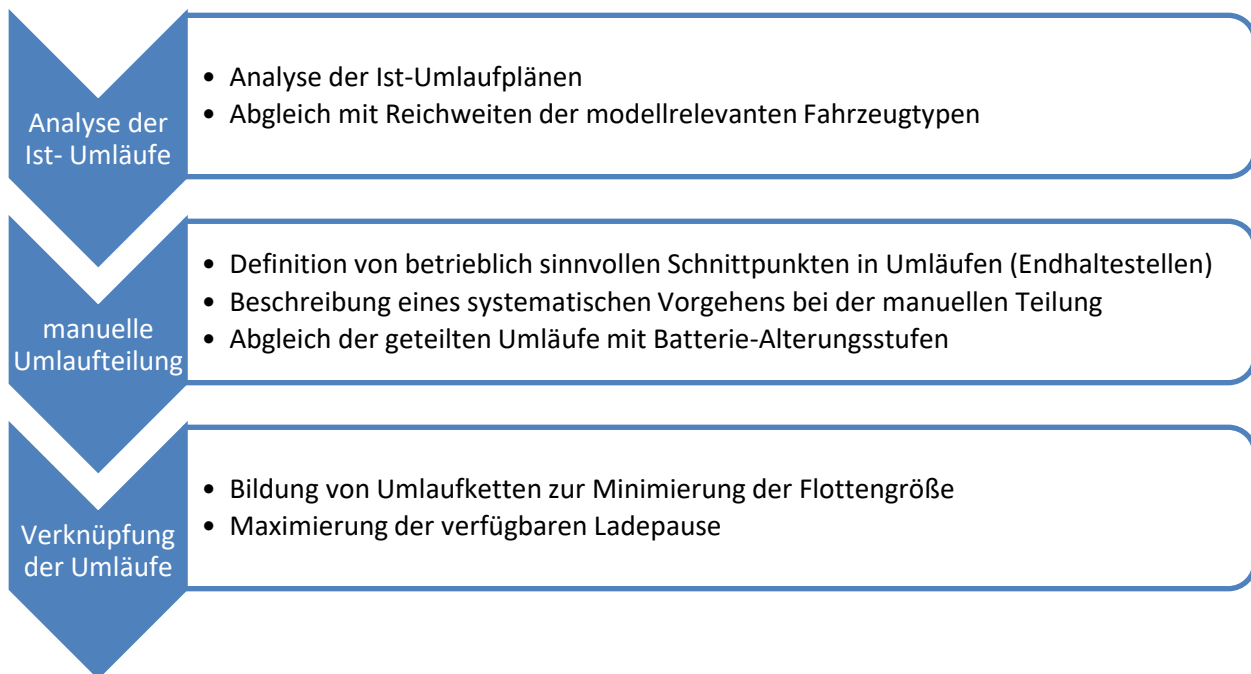 Analyse der
Ist- Umläufe
• Analyse der Ist-Umlaufplänen
• Abgleich mit Reichweiten der modellrelevanten Fahrzeugtypen
manuelle
Umlaufteilung
• Definition von betrieblich sinnvollen Schnittpunkten in Umläufen (Endhaltestellen)
• Beschreibung eines systematischen Vorgehens bei der manuellen Teilung
• Abgleich der geteilten Umläufe mit Batterie-Alterungsstufen
Verknüpfung
der Umläufe
• Bildung von Umlaufketten zur Minimierung der Flottengröße
• Maximierung der verfügbaren Ladepause